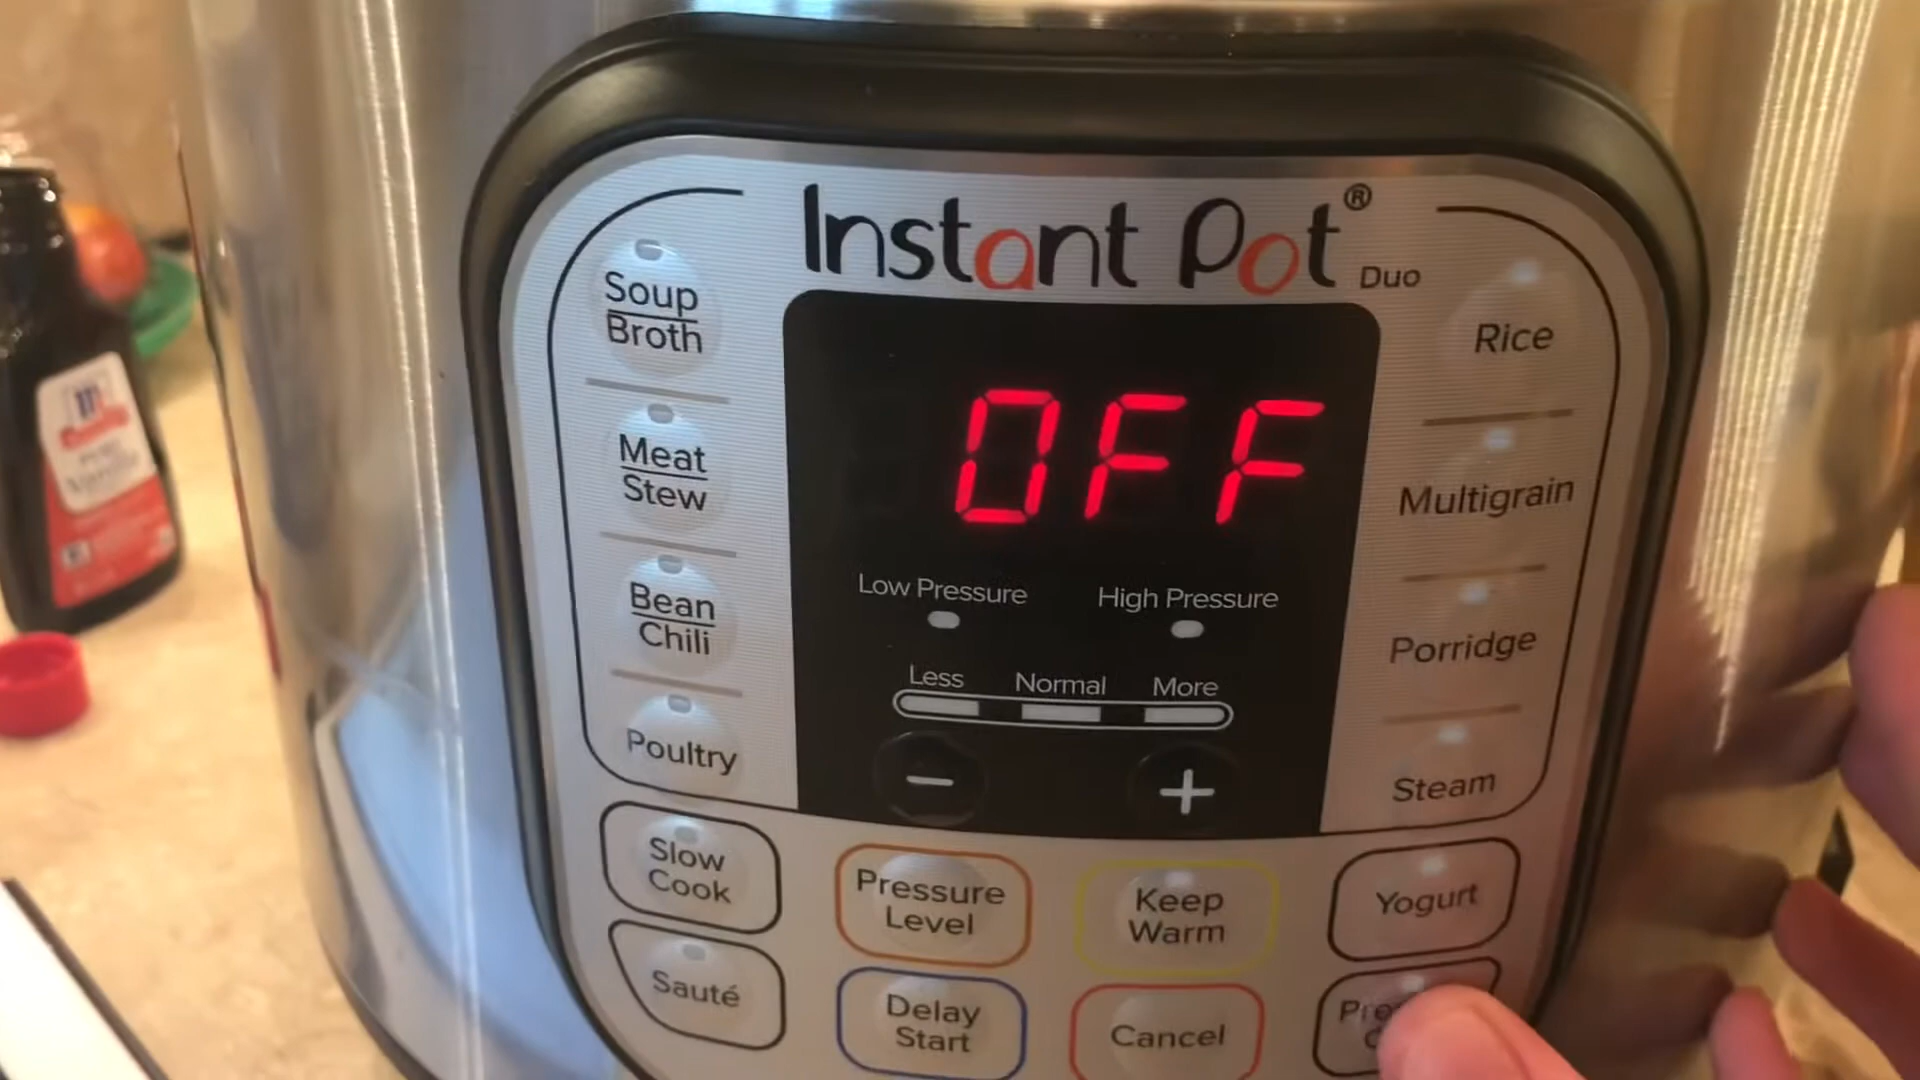 Instant Pot®
Duo
OFF
Low Pressure
High Pressure
Less
Normal
More
−
+
Soup
Broth
Meat
Stew
Bean
Chili
Poultry
Rice
Multigrain
Porridge
Steam
Slow
Cook
Sauté
Pressure
Level
Delay
Start
Keep
Warm
Cancel
Yogurt